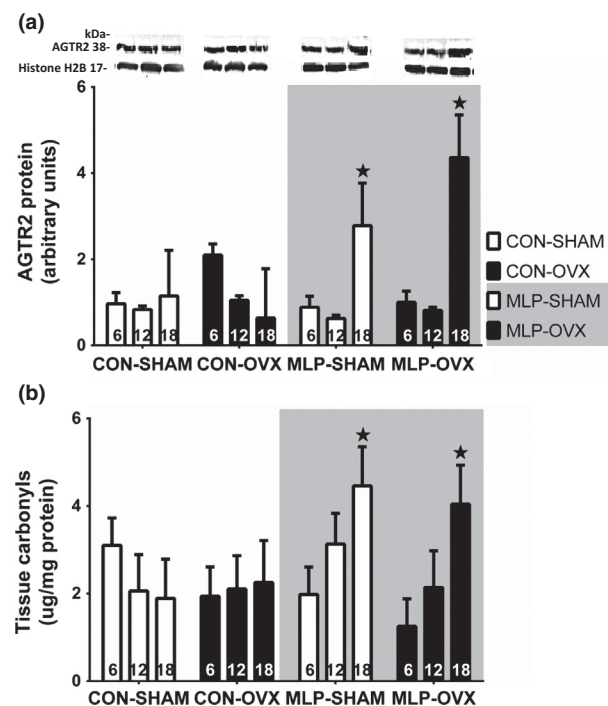 (a)
kDa-
AGTR2 38-
Histone H2B 17-
6
4
2
0
AGTR2 protein
(arbitrary units)
★
★
6 12 18 6 12 18 6 12 18 6 12 18
CON-SHAM CON-OVX MLP-SHAM MLP-OVX
CON-SHAM
CON-OVX
MLP-SHAM
MLP-OVX
(b)
6
4
2
0
Tissue carbonyls
(ug/mg protein)
★
★
6 12 18 6 12 18 6 12 18 6 12 18
CON-SHAM CON-OVX MLP-SHAM MLP-OVX